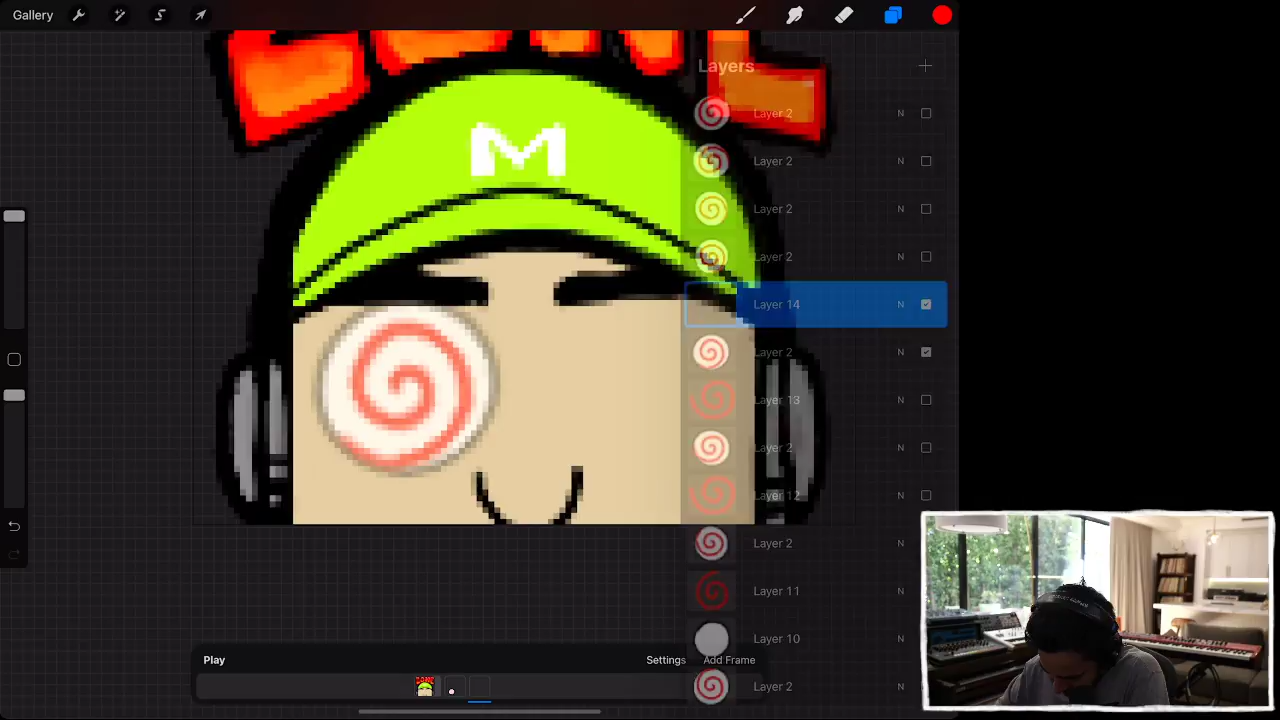 Gallery
Layers
M
Layer 2
Layer 2
Layer 2
Layer 2
Layer 14
Layer 2
Layer 13
Layer 2
Layer 12
Layer 2
Layer 11
Layer 10
Layer 2
N
N
N
N
N
N
N
N
N
N
N
N
N
Play
Settings
Add Frame